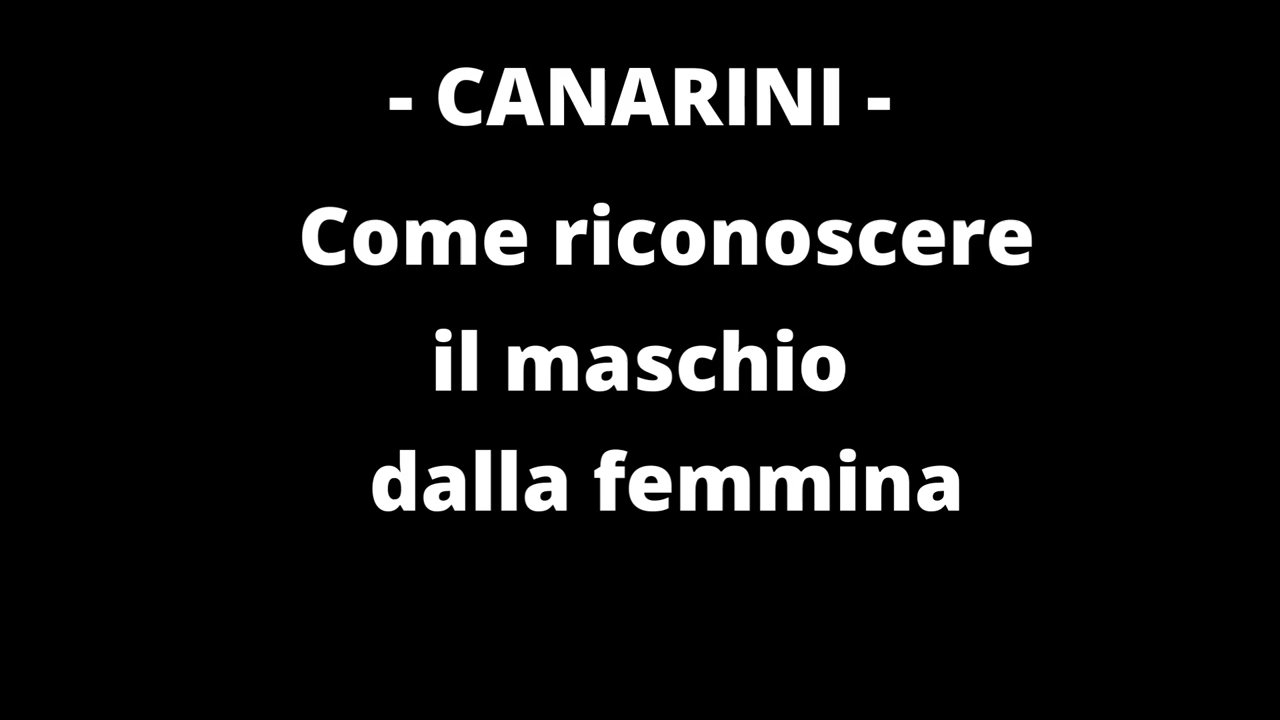 - CANARINI -
Come riconoscere
il maschio
dalla femmina